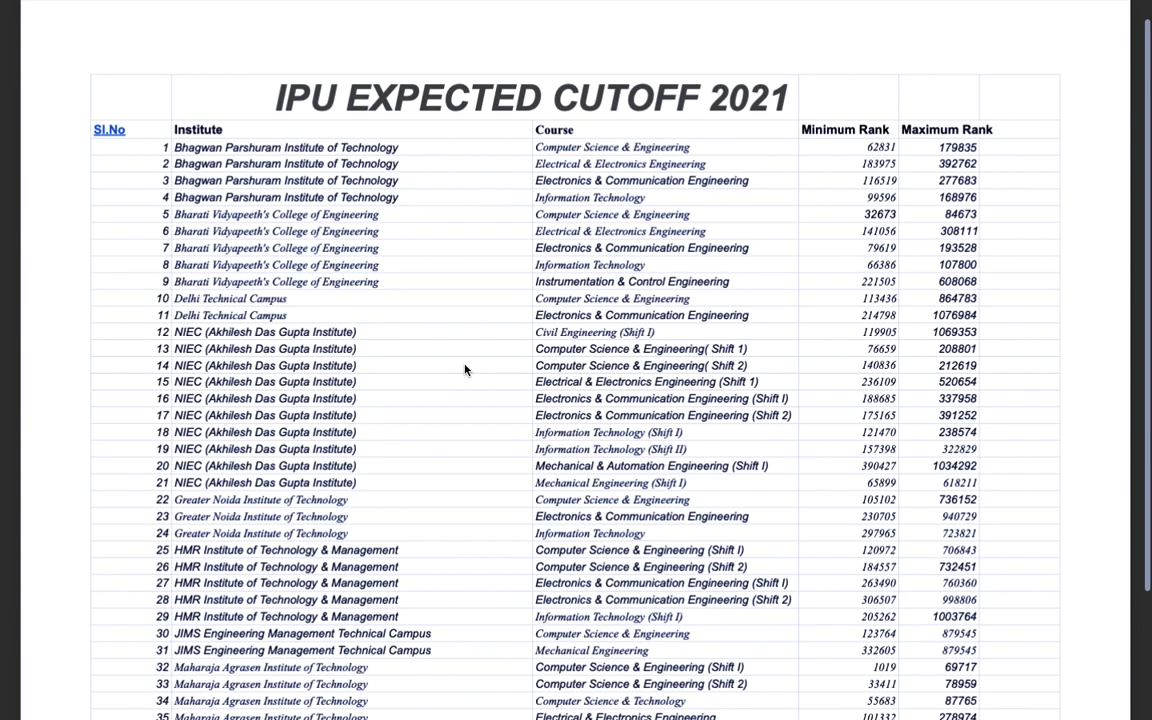 IPU EXPECTED CUTOFF 2021
Sl.No Institute Course Minimum Rank Maximum Rank
1 Bhagwan Parshuram Institute of Technology Computer Science & Engineering 62831 179835
2 Bhagwan Parshuram Institute of Technology Electrical & Electronics Engineering 183975 392762
3 Bhagwan Parshuram Institute of Technology Electronics & Communication Engineering 116519 277683
4 Bhagwan Parshuram Institute of Technology Information Technology 99596 168976
5 Bharati Vidyapeeth's College of Engineering Computer Science & Engineering 32673 84673
6 Bharati Vidyapeeth's College of Engineering Electrical & Electronics Engineering 141056 308111
7 Bharati Vidyapeeth's College of Engineering Electronics & Communication Engineering 79619 193528
8 Bharati Vidyapeeth's College of Engineering Information Technology 66386 107800
9 Bharati Vidyapeeth's College of Engineering Instrumentation & Control Engineering 221505 608068
10 Delhi Technical Campus Computer Science & Engineering 113436 864783
11 Delhi Technical Campus Electronics & Communication Engineering 214798 1076984
12 NIEC (Akhilesh Das Gupta Institute) Civil Engineering (Shift I) 119905 1069353
13 NIEC (Akhilesh Das Gupta Institute) Computer Science & Engineering( Shift 1) 76659 208801
14 NIEC (Akhilesh Das Gupta Institute) Computer Science & Engineering( Shift 2) 140836 212619
15 NIEC (Akhilesh Das Gupta Institute) Electrical & Electronics Engineering (Shift 1) 236109 520654
16 NIEC (Akhilesh Das Gupta Institute) Electronics & Communication Engineering (Shift I) 188685 337958
17 NIEC (Akhilesh Das Gupta Institute) Electronics & Communication Engineering (Shift 2) 175165 391252
18 NIEC (Akhilesh Das Gupta Institute) Information Technology (Shift I) 121470 238574
19 NIEC (Akhilesh Das Gupta Institute) Information Technology (Shift II) 157398 322829
20 NIEC (Akhilesh Das Gupta Institute) Mechanical & Automation Engineering (Shift I) 390427 1034292
21 NIEC (Akhilesh Das Gupta Institute) Mechanical Engineering (Shift I) 65899 618211
22 Greater Noida Institute of Technology Computer Science & Engineering 105102 736152
23 Greater Noida Institute of Technology Electronics & Communication Engineering 230705 940729
24 Greater Noida Institute of Technology Information Technology 297965 723821
25 HMR Institute of Technology & Management Computer Science & Engineering (Shift I) 120972 706843
26 HMR Institute of Technology & Management Computer Science & Engineering (Shift 2) 184557 732451
27 HMR Institute of Technology & Management Electronics & Communication Engineering (Shift I) 263490 760360
28 HMR Institute of Technology & Management Electronics & Communication Engineering (Shift 2) 306507 998806
29 HMR Institute of Technology & Management Information Technology (Shift I) 205262 1003764
30 JIMS Engineering Management Technical Campus Computer Science & Engineering 123764 879545
31 JIMS Engineering Management Technical Campus Mechanical Engineering 332605 879545
32 Maharaja Agrasen Institute of Technology Computer Science & Engineering (Shift I) 1019 69717
33 Maharaja Agrasen Institute of Technology Computer Science & Engineering (Shift 2) 33411 78959
34 Maharaja Agrasen Institute of Technology Computer Science & Technology 55683 87765
35 Maharaja Agrasen Institute of Technology Electrical & Electronics Engineering 101332 278974